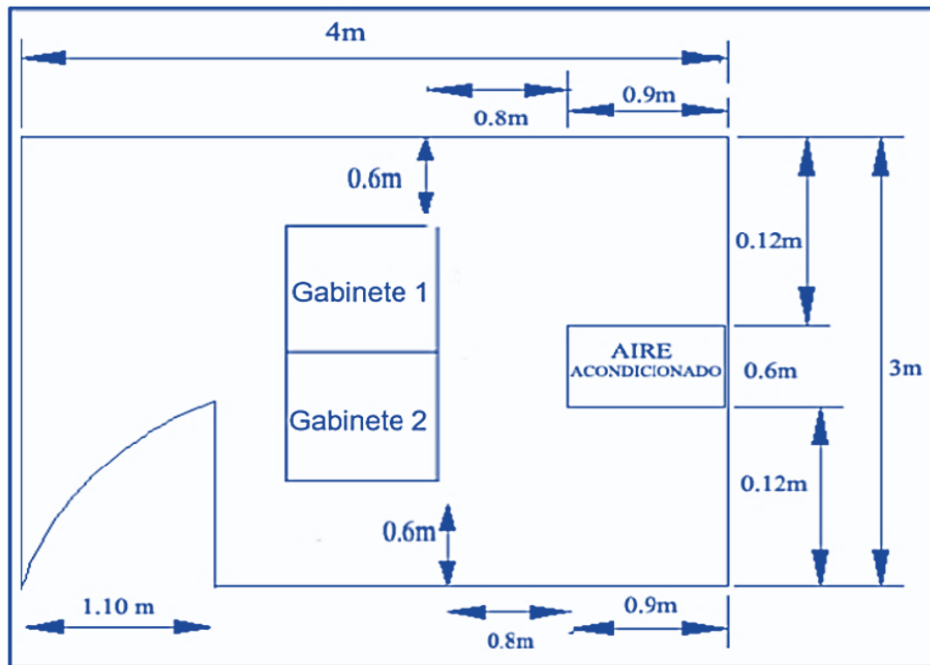 4m
0.8m
0.9m
0.6m
0.12m
Gabinete 1
AIRE
ACONDICIONADO
0.6m
3m
Gabinete 2
0.12m
0.6m
1.10 m
0.8m
0.9m